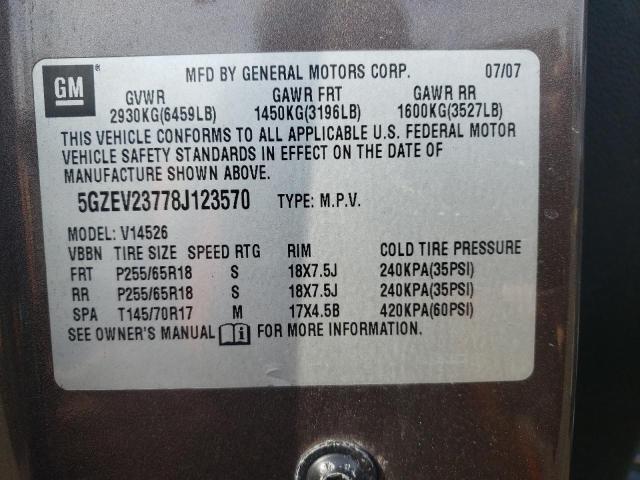 GM ® MFD BY GENERAL MOTORS CORP. 07/07
GVWR GAWR FRT GAWR RR
2930KG(6459LB) 1450KG(3196LB) 1600KG(3527LB)
THIS VEHICLE CONFORMS TO ALL APPLICABLE U.S. FEDERAL MOTOR
VEHICLE SAFETY STANDARDS IN EFFECT ON THE DATE OF
MANUFACTURE SHOWN ABOVE.
5GZEV23778J123570 TYPE: M.P.V.
MODEL: V14526
VBBN TIRE SIZE SPEED RTG RIM COLD TIRE PRESSURE
FRT P255/65R18 S 18X7.5J 240KPA(35PSI)
RR P255/65R18 S 18X7.5J 240KPA(35PSI)
SPA T145/70R17 M 17X4.5B 420KPA(60PSI)
SEE OWNER'S MANUAL i FOR MORE INFORMATION.